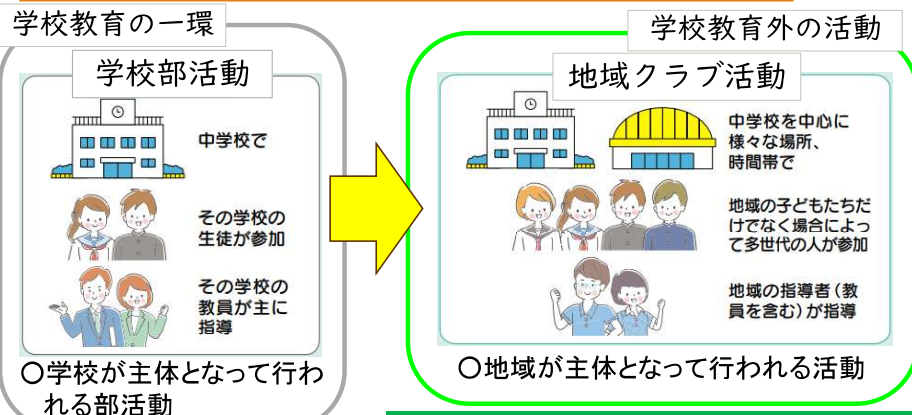 学校教育の一環
学校部活動
中学校で
その学校の
生徒が参加
その学校の
教員が主に
指導
〇学校が主体となって行わ
れる部活動
学校教育外の活動
地域クラブ活動
中学校を中心に
様々な場所、
時間帯で
地域の子どもたちだ
けでなく場合によっ
て多世代の人が参加
地域の指導者(教
員を含む)が指導
〇地域が主体となって行われる活動